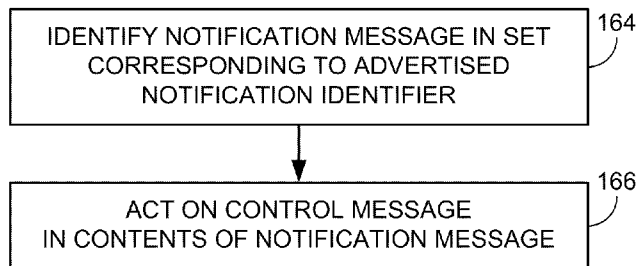 IDENTIFY NOTIFICATION MESSAGE IN SET
CORRESPONDING TO ADVERTISED
NOTIFICATION IDENTIFIER
164
ACT ON CONTROL MESSAGE
IN CONTENTS OF NOTIFICATION MESSAGE
166